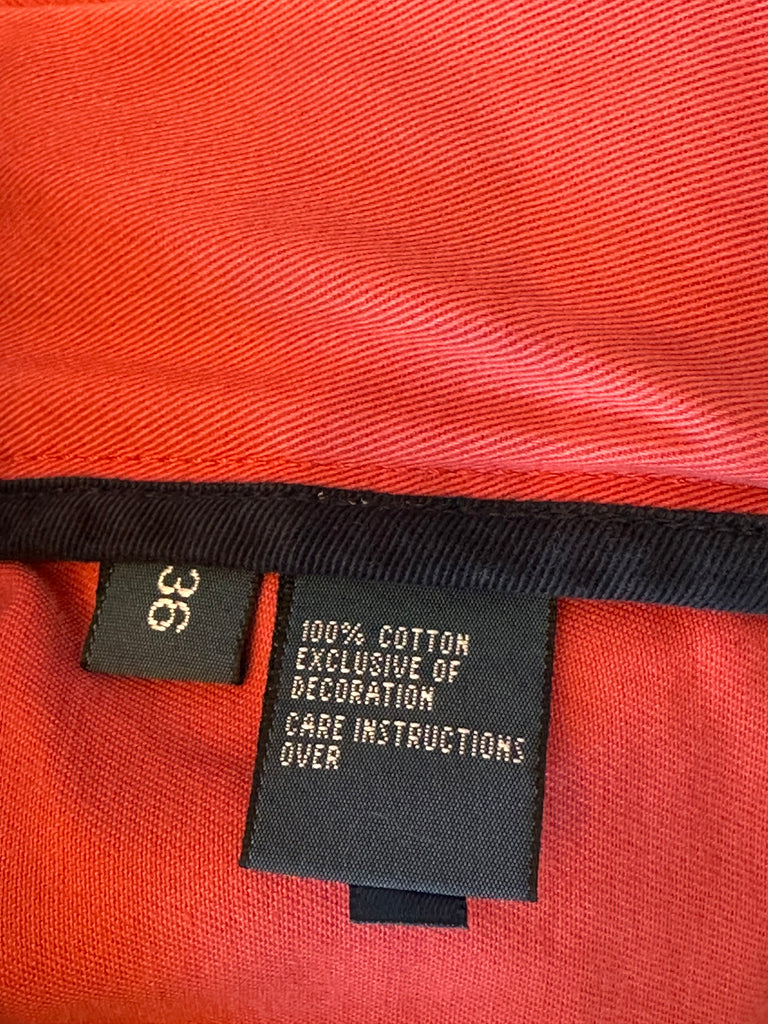 36
100% COTTON
EXCLUSIVE OF
DECORATION
CARE INSTRUCTIONS
OVER